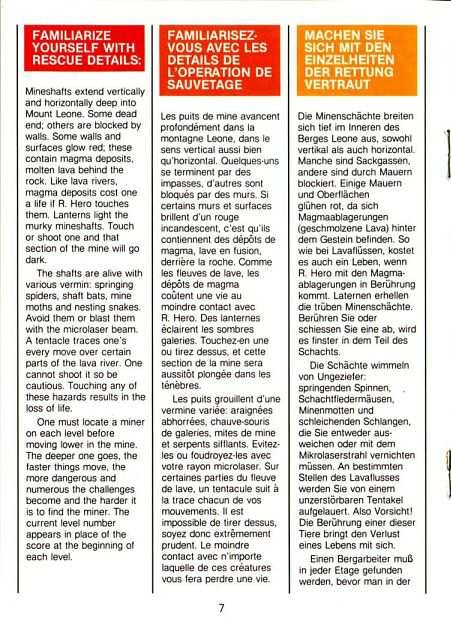 FAMILIARIZE
YOURSELF WITH
RESCUE DETAILS:
Mineshafts extend vertically
and horizontally deep into
Mount Leone. Some dead
end; others are blocked by
walls. Some walls and
surfaces glow red; these
contain magma deposits,
molten lava behind the
rock. Like lava rivers,
magma deposits cost one
a life if R. Hero touches
them. Lanterns light the
murky mineshafts. Touch
or shoot one and that
section of the mine will go
dark.
The shafts are alive with
various vermin: springing
spiders, shaft bats, mine
moths and nesting snakes.
Avoid them or blast them
with the microlaser beam.
A tentacle traces one's
every move over certain
parts of the lava river. One
cannot shoot it so be
cautious. Touching any of
these hazards results in the
loss of life.
One must locate a miner
on each level before
moving lower in the mine.
The deeper one goes, the
faster things move, the
more dangerous and
numerous the challenges
become and the harder it
is to find the miner. The
current level number
appears in place of the
score at the beginning of
each level.
FAMILIARISEZ-
VOUS AVEC LES
DETAILS DE
L'OPERATION DE
SAUVETAGE
Les puits de mine avancent
profondément dans la
montagne Leone, dans le
sens vertical aussi bien
qu'horizontal. Quelques-uns
se terminent par des
impasses, d'autres sont
bloqués par des murs. Si
certains murs et surfaces
brillent d'un rouge
incandescent, c'est qu'ils
contiennent des dépôts de
magma, lave en fusion,
derrière la roche. Comme
les fleuves de lave, les
dépôts de magma
coûtent une vie au
moindre contact avec
R. Hero. Des lanternes
éclairent les sombres
galeries. Touchez-en une
ou tirez dessus, et cette
section de la mine sera
aussitôt plongée dans les
ténèbres.
Les puits grouillent d'une
vermine variée: araignées
abhorrées, chauve-souris
de galeries, mites de mine
et serpents sifflants. Evitez-
les ou foudroyez-les avec
votre rayon microlaser. Sur
certaines parties du fleuve
de lave, un tentacule suit à
la trace chacun de vos
mouvements. Il est
impossible de tirer dessus,
soyez donc extrêmement
prudent. Le moindre
contact avec n'importe
laquelle de ces créatures
vous fera perdre une vie.
MACHEN SIE
SICH MIT DEN
EINZELHEITEN
DER RETTUNG
VERTRAUT
Die Minenschächte breiten
sich tief im Inneren des
Berges Leone aus, sowohl
vertikal als auch horizontal.
Manche sind Sackgassen,
andere sind durch Mauern
blockiert. Einige Mauern
und Oberflächen
glühen rot, da sich
Magmaablagerungen
(geschmolzene Lava) hinter
dem Gestein befinden. So
wie bei Lavaflüssen, kostet
es auch ein Leben, wenn
R. Hero mit den Magma-
ablagerungen in Berührung
kommt. Laternen erhellen
die trüben Minenschächte.
Berühren Sie oder
schiessen Sie eine ab, wird
es finster in dem Teil des
Schachts.
Die Schächte wimmeln
von Ungeziefer:
springenden Spinnen,
Schachtfledermäusen,
Minenmotten und
schleichenden Schlangen,
die Sie entweder aus-
weichen oder mit dem
Mikrolaserstrahl vernichten
müssen. An bestimmten
Stellen des Lavaflusses
werden Sie von einem
unzerstörbaren Tentakel
aufgelauert. Also Vorsicht!
Die Berührung einer dieser
Tiere bringt den Verlust
eines Lebens mit sich.
Einen Bergarbeiter muß
in jeder Etage gefunden
werden, bevor man in der
7